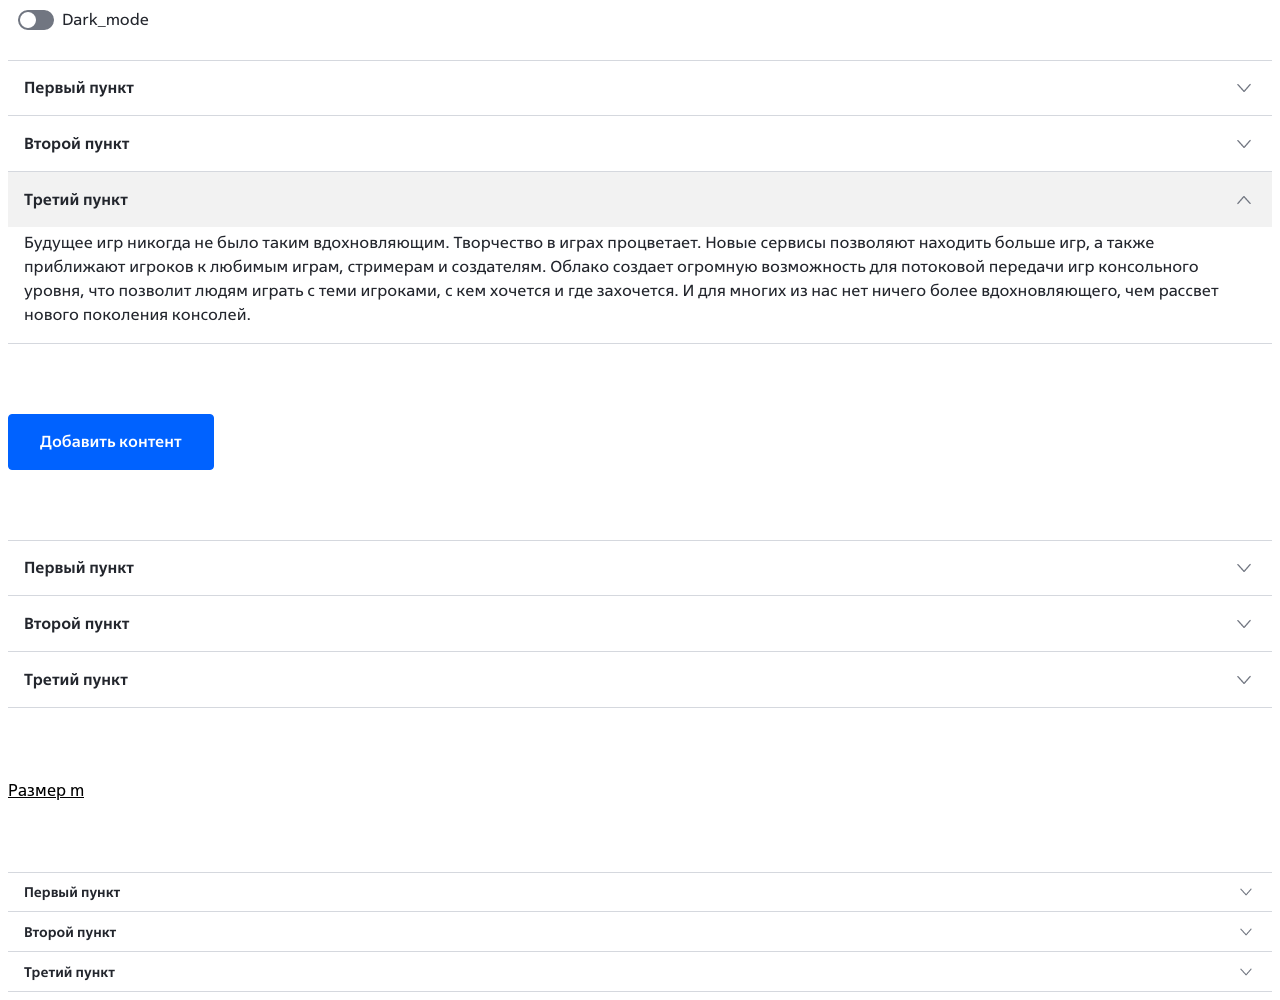 Dark_mode
Первый пункт
Второй пункт
Третий пункт
Будущее игр никогда не было таким вдохновляющим. Творчество в играх процветает. Новые сервисы позволяют находить больше игр, а также
приближают игроков к любимым играм, стримерам и создателям. Облако создает огромную возможность для потоковой передачи игр консольного
уровня, что позволит людям играть с теми игроками, с кем хочется и где захочется. И для многих из нас нет ничего более вдохновляющего, чем рассвет
нового поколения консолей.
Добавить контент
Первый пункт
Второй пункт
Третий пункт
Размер m
Первый пункт
Второй пункт
Третий пункт